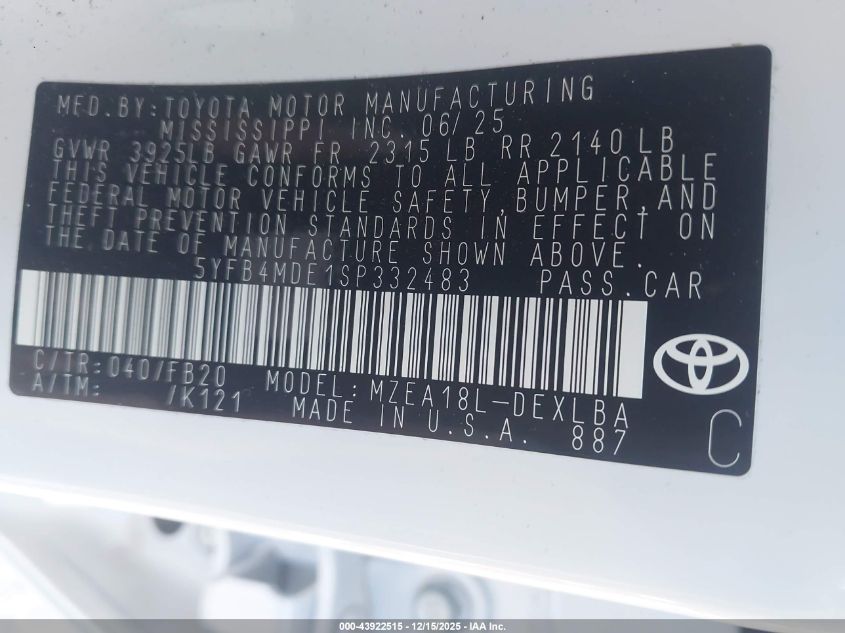 MFD.BY:TOYOTA MOTOR MANUFACTURING
MISSISSIPPI INC. 06/25
GVWR 3925LB GAWR FR 2315 LB RR 2140 LB
THIS VEHICLE CONFORMS TO ALL APPLICABLE
FEDERAL MOTOR VEHICLE SAFETY, BUMPER, AND
THEFT PREVENTION STANDARDS IN EFFECT ON
THE DATE OF MANUFACTURE SHOWN ABOVE.
5YFB4MDE1SP332483 PASS.CAR
C/TR:040/FB20 MODEL:MZEA18L-DEXLBA
A/TM: /K121 MADE IN U.S.A. 887
C
000-43922515 - 12/15/2025 - IAA Inc.